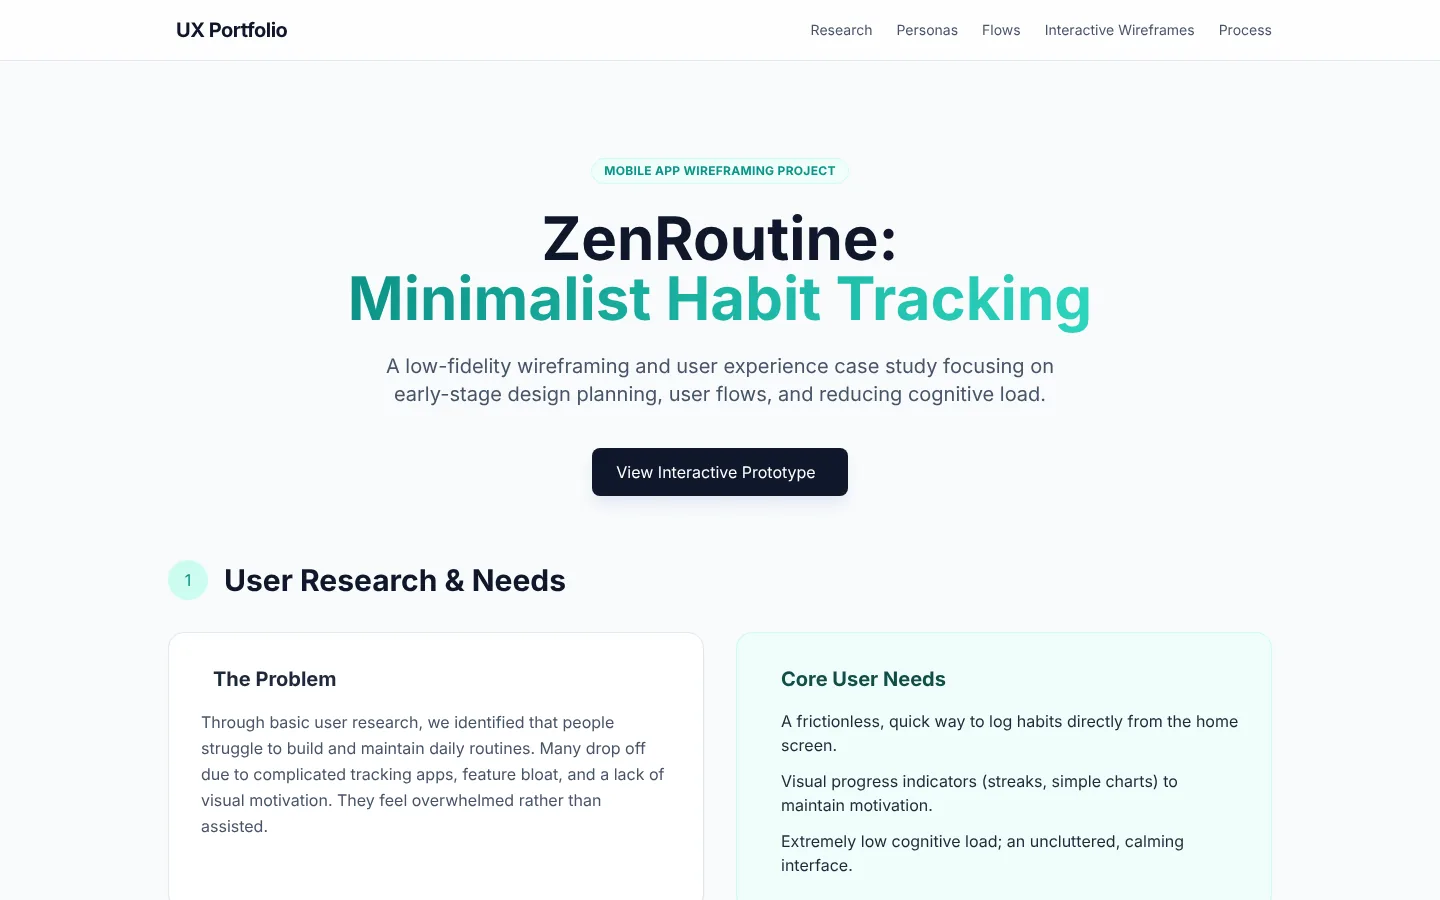 UX Portfolio
Research
Personas
Flows
Interactive Wireframes
Process
MOBILE APP WIREFRAMING PROJECT
ZenRoutine:
Minimalist Habit Tracking
A low-fidelity wireframing and user experience case study focusing on
early-stage design planning, user flows, and reducing cognitive load.
View Interactive Prototype
1
User Research & Needs
The Problem
Through basic user research, we identified that people
struggle to build and maintain daily routines. Many drop off
due to complicated tracking apps, feature bloat, and a lack of
visual motivation. They feel overwhelmed rather than
assisted.
Core User Needs
A frictionless, quick way to log habits directly from the home
screen.
Visual progress indicators (streaks, simple charts) to
maintain motivation.
Extremely low cognitive load; an uncluttered, calming
interface.